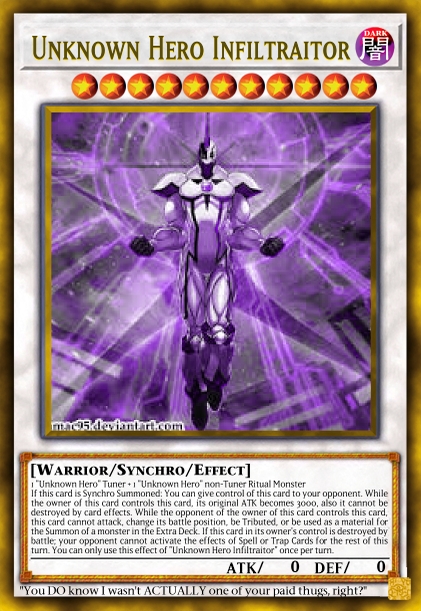 UNKNOWN HERO INFILTRAITOR
DARK
闇
rmac95.deviantart.com
[WARRIOR/SYNCHRO/EFFECT]
1 "Unknown Hero" Tuner + 1 "Unknown Hero" non-Tuner Ritual Monster
If this card is Synchro Summoned: You can give control of this card to your opponent. While
the owner of this card controls this card, its original ATK becomes 3000, also it cannot be
destroyed by card effects. While the opponent of the owner of this card controls this card,
this card cannot attack, change its battle position, be Tributed, or be used as a material for
the Summon of a monster in the Extra Deck. If this card in its owner's control is destroyed by
battle; your opponent cannot activate the effects of Spell or Trap Cards for the rest of this
turn. You can only use this effect of "Unknown Hero Infiltraitor" once per turn.
ATK/ 0 DEF/ 0
"You DO know I wasn't ACTUALLY one of your paid thugs, right?"